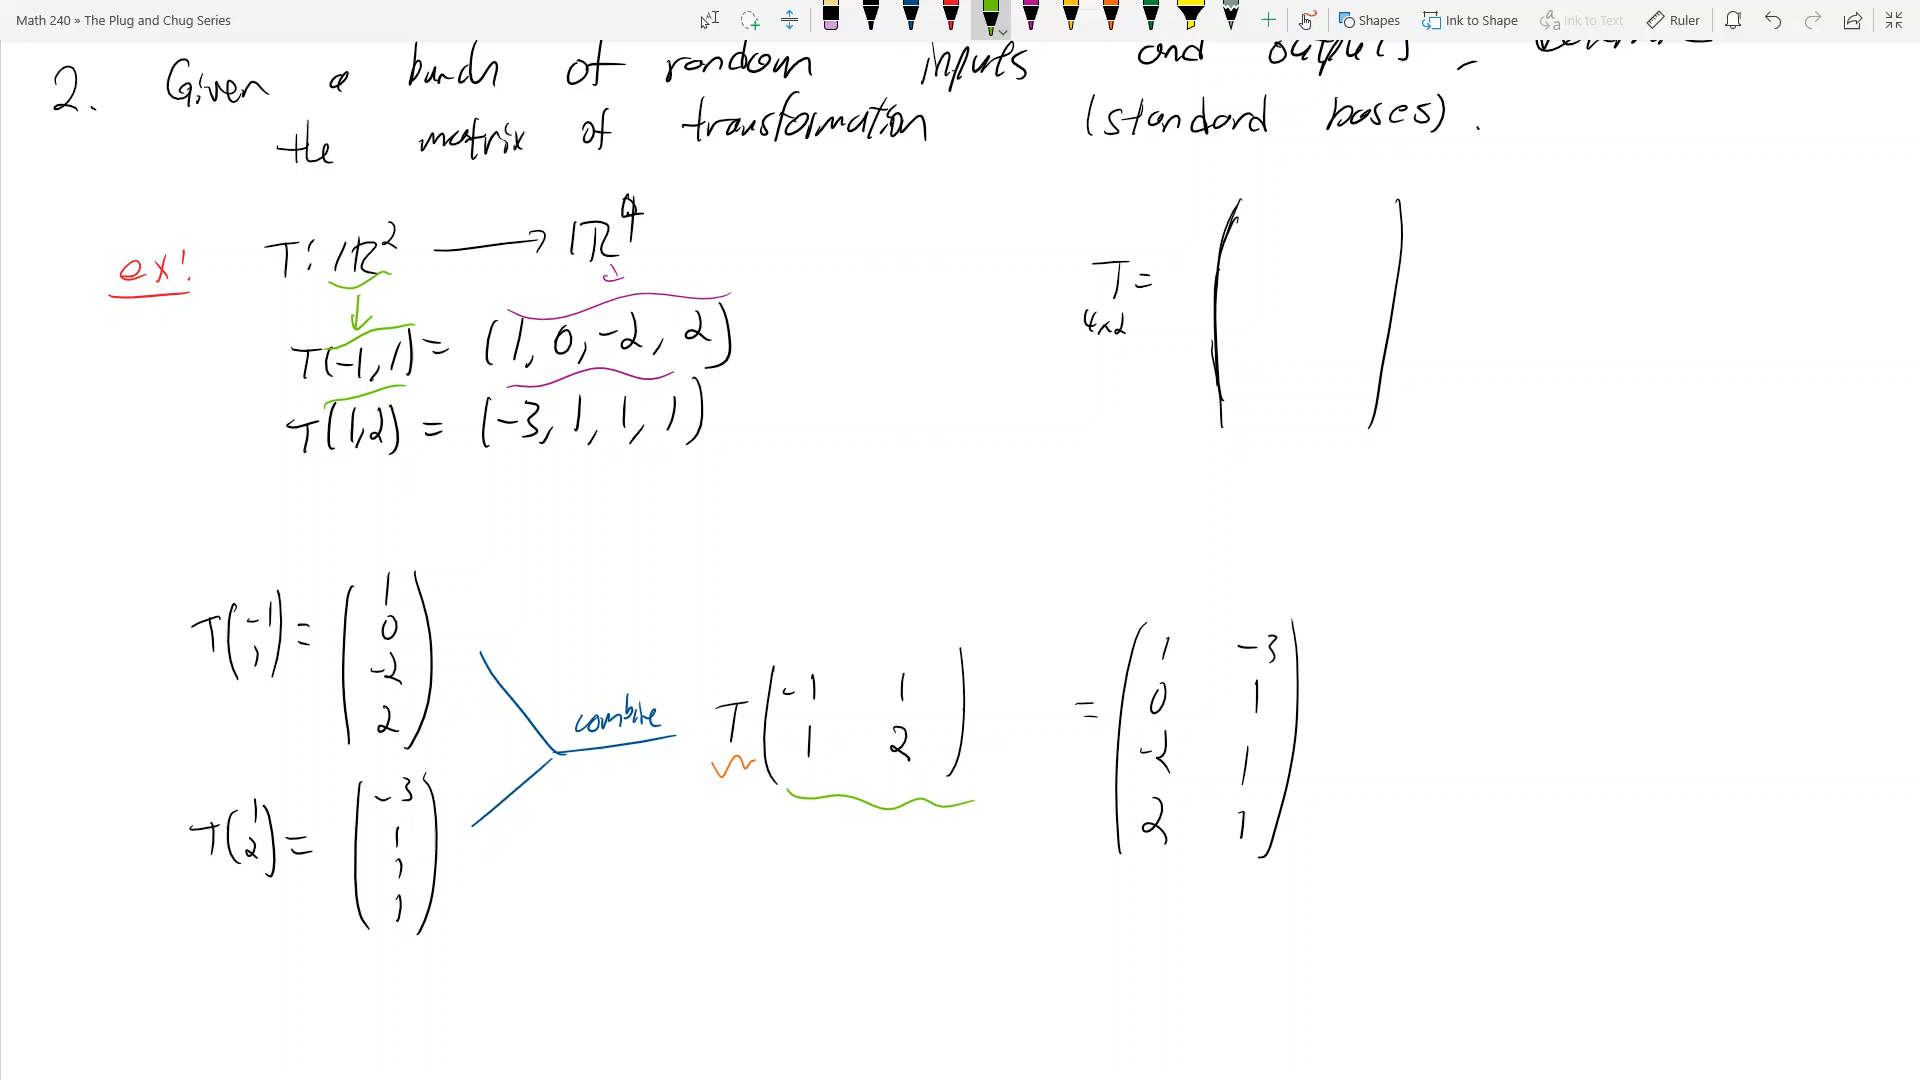 Math 240 » The Plug and Chug Series
Shapes
Ink to Shape
Ink to Text
Ruler
2. Given a bunch of random inputs and outputs,
the matrix of transformation (standard bases).
ex! T: ℝ² ⟶ ℝ⁴
T(-1, 1) = (1, 0, -2, 2)
T(1, 2) = (-3, 1, 1, 1)
T =
4x2
T(-1 1) = (1 0 -2 2)
T(1 2) = (-3 1 1 1)
combine
T(-1 1
1 2)
= (1 -3
0 1
-2 1
2 1)